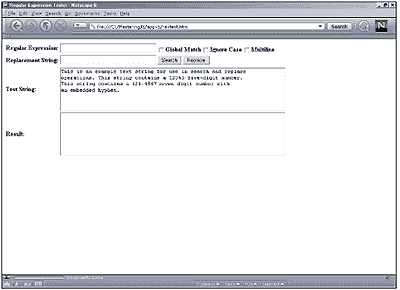 Regular Expression Tester - Netscape 6
File Edit View Search Go Bookmarks Tasks Help
Search
Regular Expression: Global Match Ignore Case Multiline
Replacement String: Search Replace
Test String:
This is an example test string for use in search and replace
operations. This string contains a 12345 five-digit number.
This string contains a 123-4567 seven digit number with
an embedded hyphen.
Result: